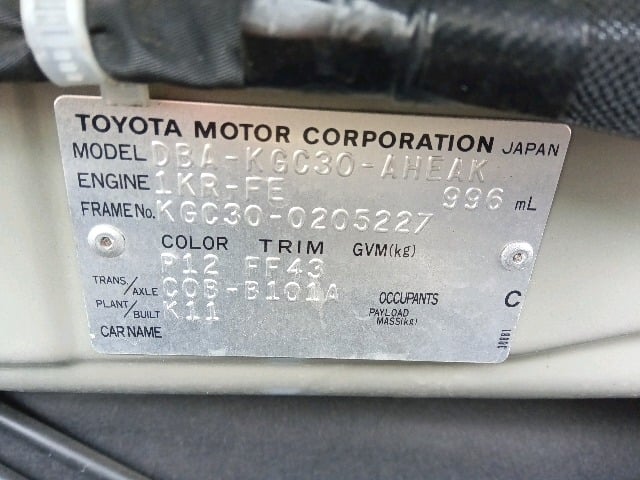 TOYOTA MOTOR CORPORATION JAPAN
MODEL DBA-KGC30-AHEAK
ENGINE 1KR-FE 996 mL
FRAME No. KGC30-0205227
COLOR TRIM GVM(kg)
P12 FF43
TRANS/AXLE C0B-B101A OCCUPANTS C
PLANT/BUILT K11 PAYLOAD MASS(kg)
CAR NAME